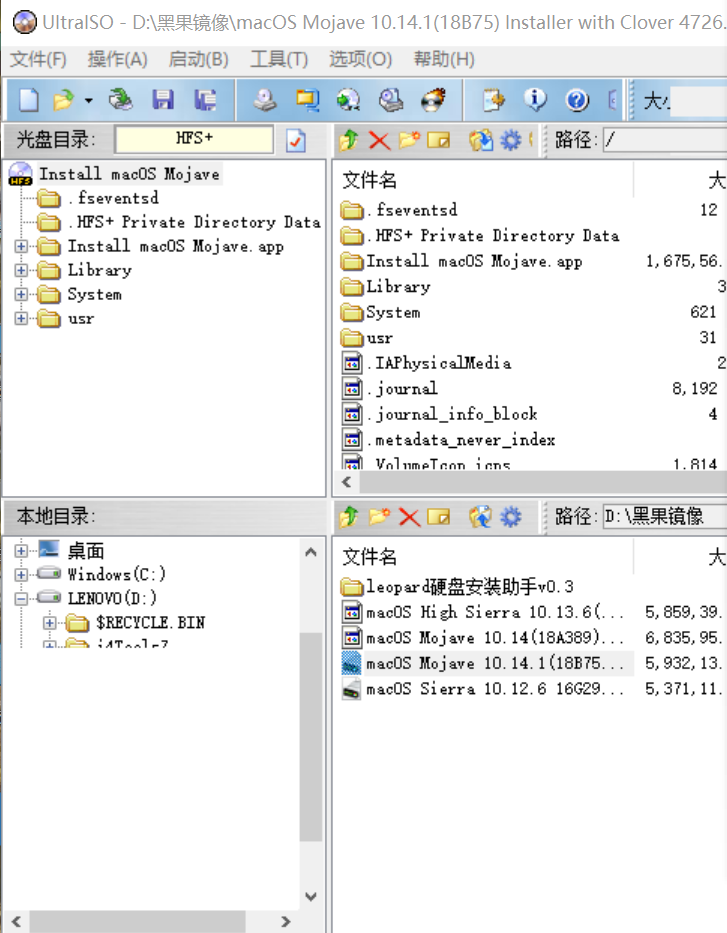 UltraISO - D:\黑果镜像\macOS Mojave 10.14.1(18B75) Installer with Clover 4726.
文件(F) 操作(A) 启动(B) 工具(T) 选项(O) 帮助(H)
光盘目录: HFS+ 路径: /
Install macOS Mojave
.fseventsd
.HFS+ Private Directory Data
Install macOS Mojave.app
Library
System
usr
文件名 大
.fseventsd 12
.HFS+ Private Directory Data
Install macOS Mojave.app 1,675,56.
Library 3
System 621
usr 31
.IAPhysicalMedia 2
.journal 8,192
.journal_info_block 4
.metadata_never_index
.VolumeIcon.icns 1,814
本地目录: 路径: D:\黑果镜像
桌面
Windows(C:)
LENOVO(D:)
$RECYCLE.BIN
i4Tools7
文件名 大
leopard硬盘安装助手v0.3
macOS High Sierra 10.13.6(... 5,859,39.
macOS Mojave 10.14(18A389)... 6,835,95.
macOS Mojave 10.14.1(18B75... 5,932,13.
macOS Sierra 10.12.6 16G29... 5,371,11.